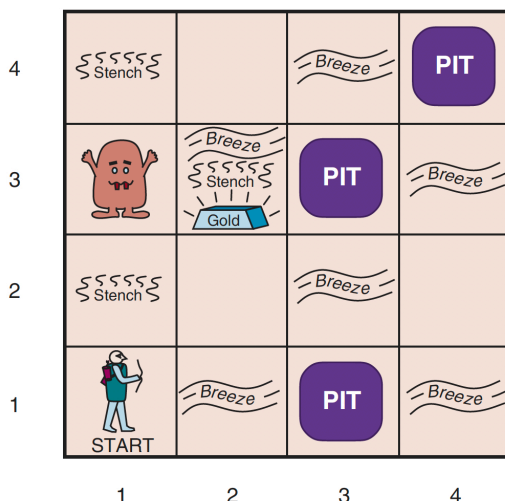 4 Stench Breeze PIT
3 Breeze Stench Gold PIT Breeze
2 Stench Breeze
1 START Breeze PIT Breeze
1 2 3 4